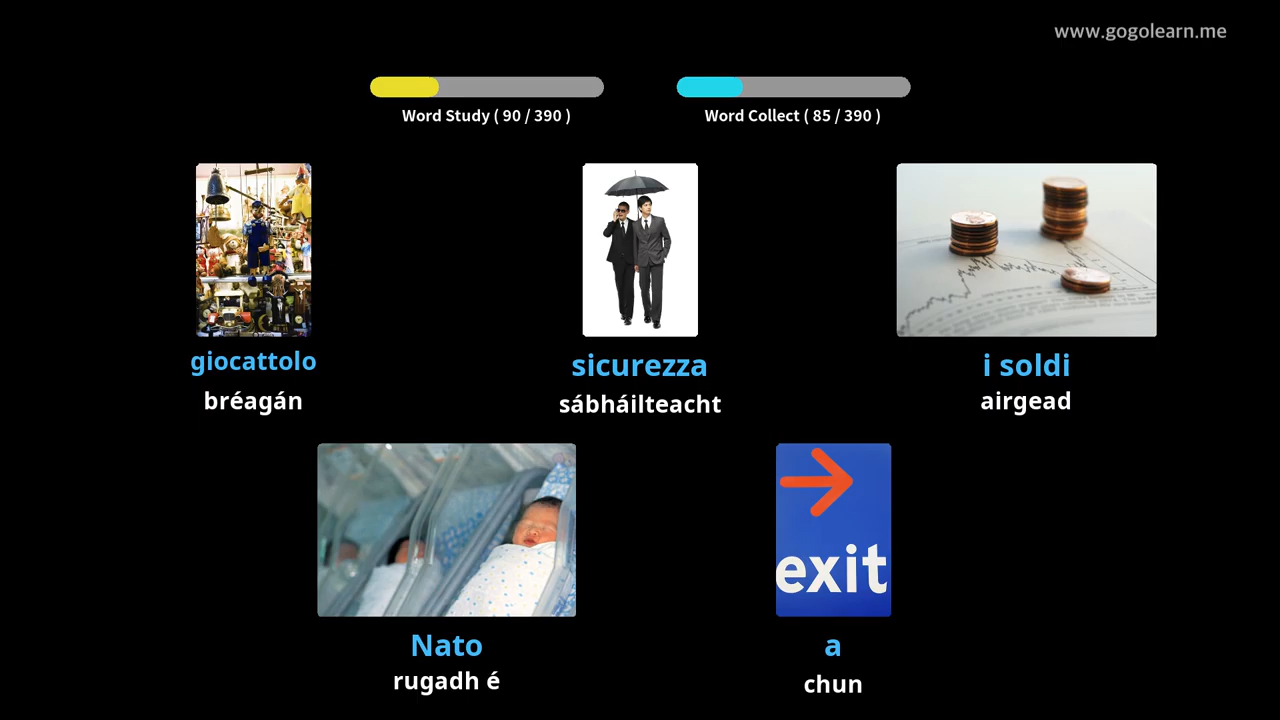 www.gogolearn.me
Word Study ( 90 / 390 )
Word Collect ( 85 / 390 )
giocattolo
bréagán
sicurezza
sábháilteacht
i soldi
airgead
exit
Nato
rugadh é
a
chun